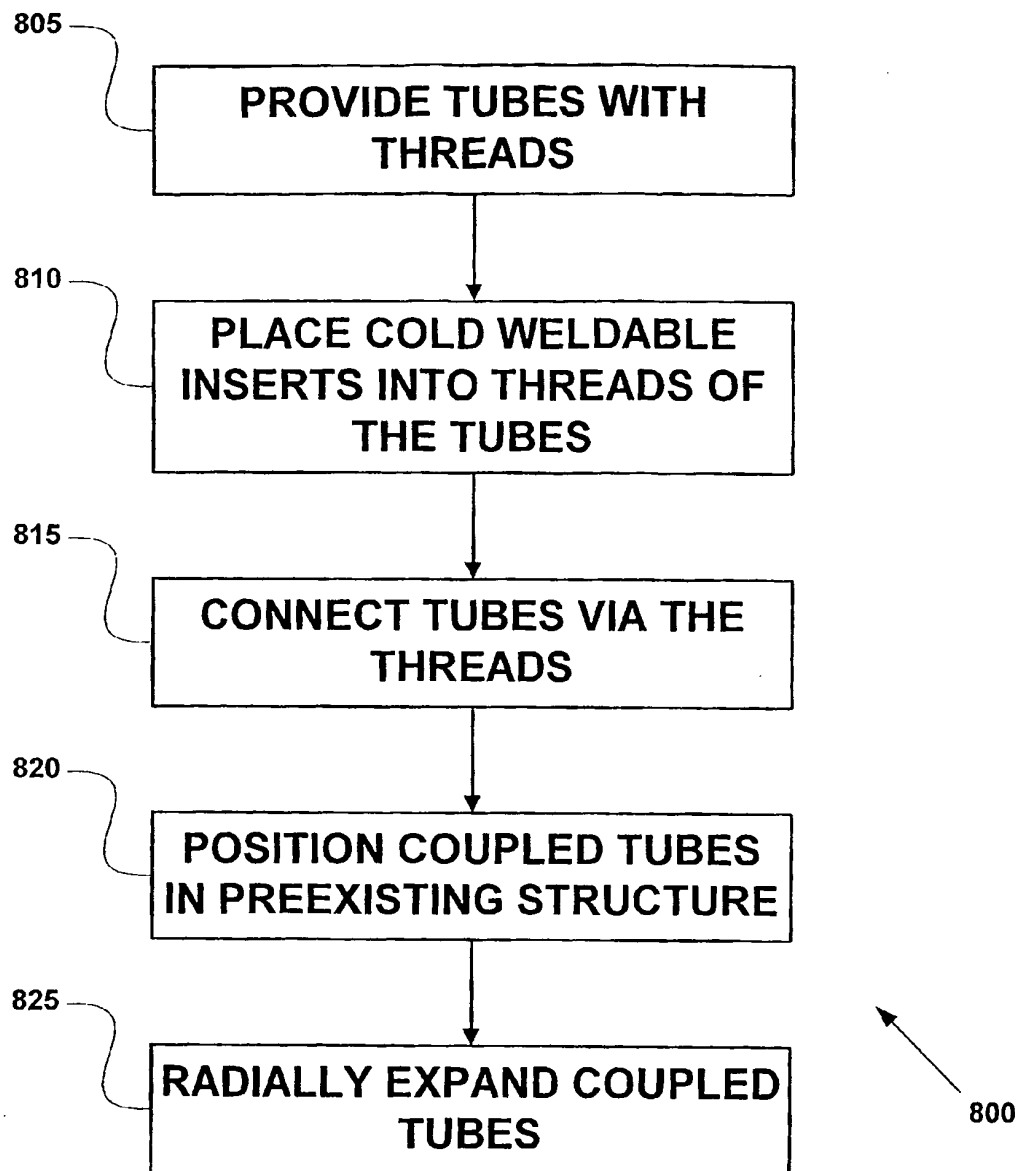 805
PROVIDE TUBES WITH
THREADS
810
PLACE COLD WELDABLE
INSERTS INTO THREADS OF
THE TUBES
815
CONNECT TUBES VIA THE
THREADS
820
POSITION COUPLED TUBES
IN PREEXISTING STRUCTURE
825
RADIALLY EXPAND COUPLED
TUBES
800